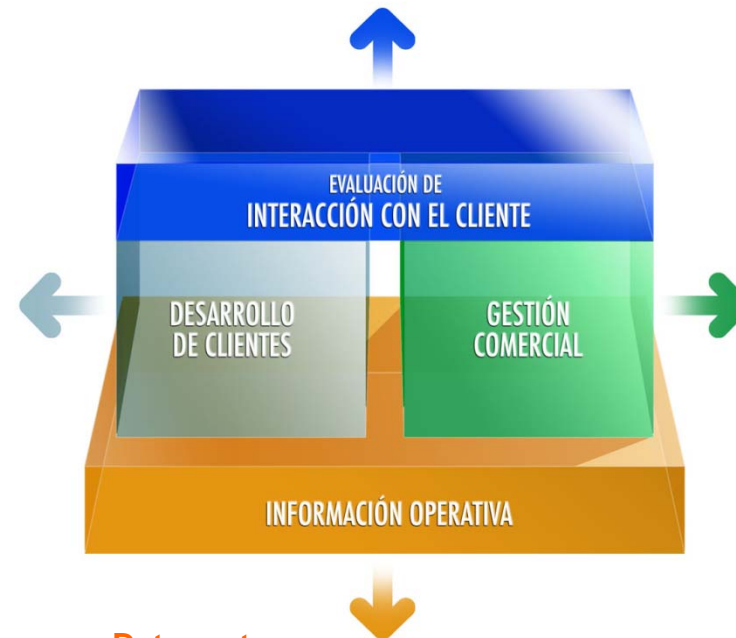 EVALUACIÓN DE
INTERACCIÓN CON EL CLIENTE
DESARROLLO
DE CLIENTES
GESTIÓN
COMERCIAL
INFORMACIÓN OPERATIVA